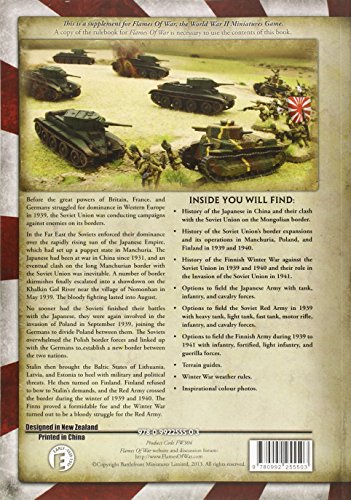 This is a supplement for Flames Of War, the World War II Miniatures Game.
A copy of the rulebook for Flames Of War is necessary to use the contents of this book.
Before the great powers of Britain, France, and
Germany struggled for dominance in Western Europe
in 1939, the Soviet Union was conducting campaigns
against enemies on its borders.
In the Far East the Soviets enforced their dominance
over the rapidly rising sun of the Japanese Empire,
which had set up a puppet state in Manchuria. The
Japanese had been at war in China since 1931, and an
eventual clash on the long Manchurian border with
the Soviet Union was inevitable. A number of border
skirmishes finally escalated into a showdown on the
Khalkin Gol River near the village of Nomonhan in
May 1939. The bloody fighting lasted into August.
No sooner had the Soviets finished their battles
with the Japanese, they were again involved in the
invasion of Poland in September 1939, joining the
Germans to divide Poland between them. The Soviets
overwhelmed the Polish border forces and linked up
with the Germans to establish a new border between
the two nations.
Stalin then brought the Baltic States of Lithuania,
Latvia, and Estonia to heel with military and political
threats. He then turned on Finland. Finland refused
to bow to Stalin's demands, and the Red Army crossed
the border during the winter of 1939 and 1940. The
Finns proved a formidable foe and the Winter War
turned out to be a bloody struggle for the Red Army.
INSIDE YOU WILL FIND:
• History of the Japanese in China and their clash
with the Soviet Union on the Mongolian border.
• History of the Soviet Union's border expansions
and its operations in Manchuria, Poland, and
Finland in 1939 and 1940.
• History of the Finnish Winter War against the
Soviet Union in 1939 and 1940 and their role in
the Invasion of the Soviet Union in 1941.
• Options to field the Japanese Army with tank,
infantry, and cavalry forces.
• Options to field the Soviet Red Army in 1939
with heavy tank, light tank, fast tank, motor rifle,
infantry, and cavalry forces.
• Options to field the Finnish Army during 1939 to
1941 with infantry, fortified, light infantry, and
guerilla forces.
• Terrain guides.
• Winter War weather rules.
• Inspirational colour photos.
Designed in New Zealand
Printed in China
978-0-9922555-0-3
Product Code: FW306
Flames Of War website and discussion forum:
http://www.FlamesOfWar.com
©Copyright Battlefront Miniatures Limited, 2013. All rights reserved.
EARLY-WAR
E
9 780992 255503